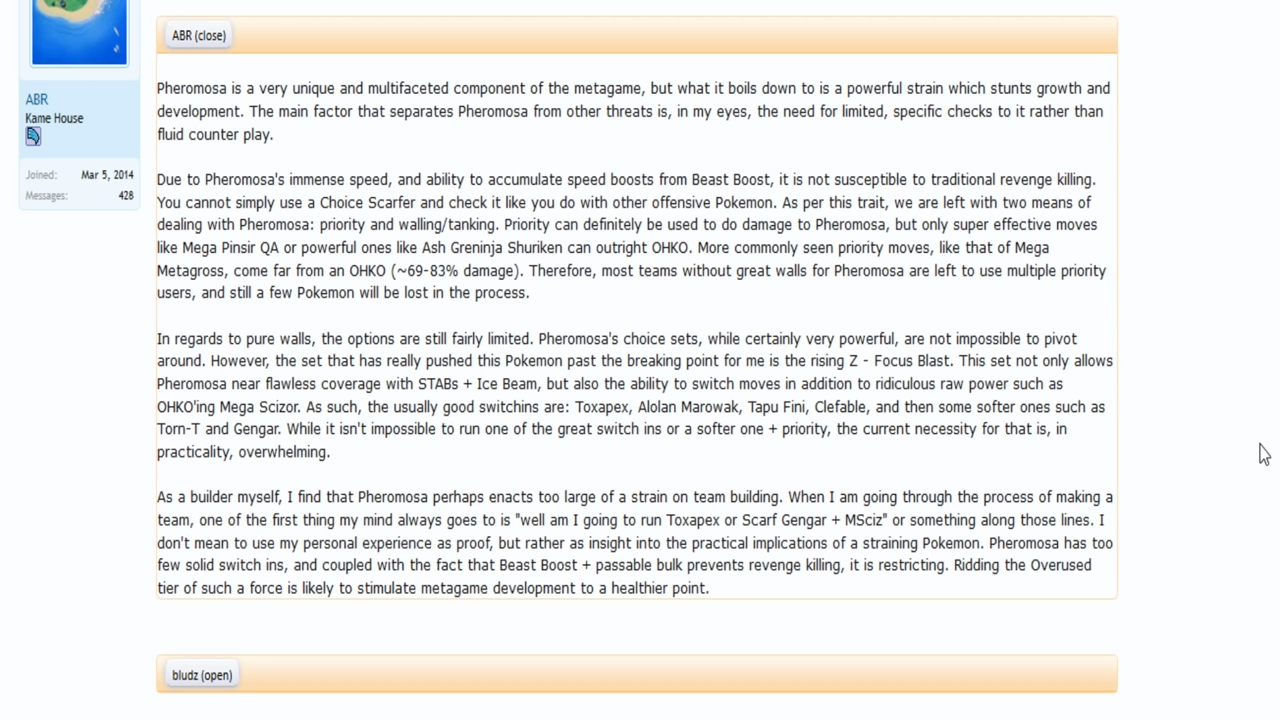 ABR (close)
ABR
Kame House
Joined: Mar 5, 2014
Messages: 428
Pheromosa is a very unique and multifaceted component of the metagame, but what it boils down to is a powerful strain which stunts growth and
development. The main factor that separates Pheromosa from other threats is, in my eyes, the need for limited, specific checks to it rather than
fluid counter play.
Due to Pheromosa's immense speed, and ability to accumulate speed boosts from Beast Boost, it is not susceptible to traditional revenge killing.
You cannot simply use a Choice Scarfer and check it like you do with other offensive Pokemon. As per this trait, we are left with two means of
dealing with Pheromosa: priority and walling/tanking. Priority can definitely be used to do damage to Pheromosa, but only super effective moves
like Mega Pinsir QA or powerful ones like Ash Greninja Shuriken can outright OHKO. More commonly seen priority moves, like that of Mega
Metagross, come far from an OHKO (~69-83% damage). Therefore, most teams without great walls for Pheromosa are left to use multiple priority
users, and still a few Pokemon will be lost in the process.
In regards to pure walls, the options are still fairly limited. Pheromosa's choice sets, while certainly very powerful, are not impossible to pivot
around. However, the set that has really pushed this Pokemon past the breaking point for me is the rising Z - Focus Blast. This set not only allows
Pheromosa near flawless coverage with STABs + Ice Beam, but also the ability to switch moves in addition to ridiculous raw power such as
OHKO'ing Mega Scizor. As such, the usually good switchins are: Toxapex, Alolan Marowak, Tapu Fini, Clefable, and then some softer ones such as
Torn-T and Gengar. While it isn't impossible to run one of the great switch ins or a softer one + priority, the current necessity for that is, in
practicality, overwhelming.
As a builder myself, I find that Pheromosa perhaps enacts too large of a strain on team building. When I am going through the process of making a
team, one of the first thing my mind always goes to is "well am I going to run Toxapex or Scarf Gengar + MSciz" or something along those lines. I
don't mean to use my personal experience as proof, but rather as insight into the practical implications of a straining Pokemon. Pheromosa has too
few solid switch ins, and coupled with the fact that Beast Boost + passable bulk prevents revenge killing, it is restricting. Ridding the Overused
tier of such a force is likely to stimulate metagame development to a healthier point.
bludz (open)